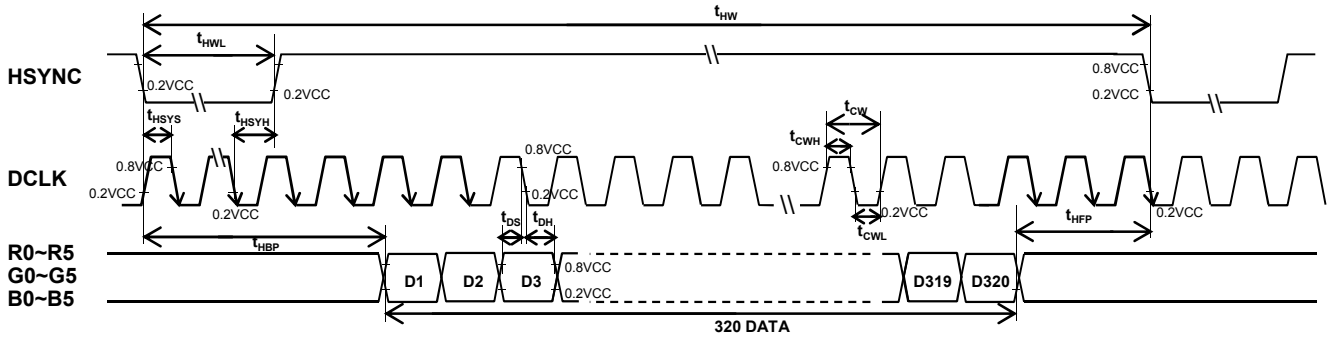 tHW
tHWL
HSYNC
0.2VCC
0.2VCC
0.8VCC
0.2VCC
tHSYS
tHSYH
tCW
tCWH
DCLK
0.8VCC
0.2VCC
0.2VCC
0.8VCC
0.2VCC
0.8VCC
0.2VCC
0.2VCC
tHBP
tDS
tDH
tCWL
tHFP
R0~R5
G0~G5
B0~B5
D1
D2
D3
0.8VCC
0.2VCC
D319
D320
320 DATA